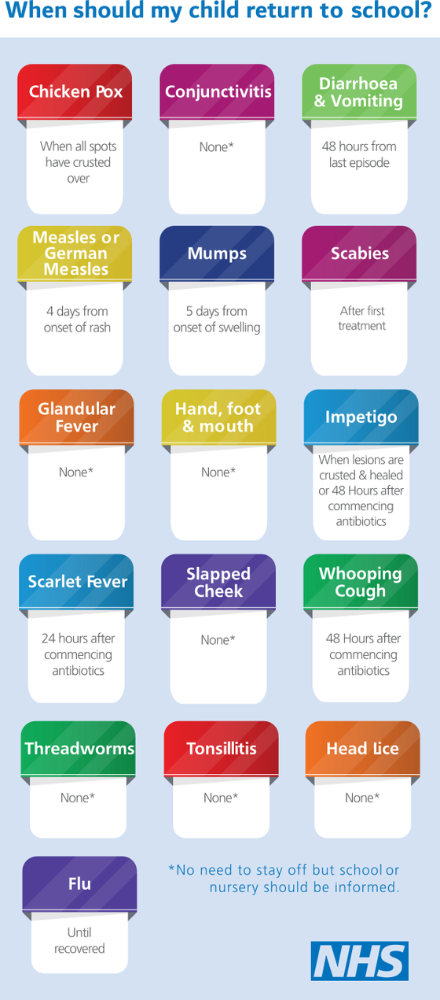 When should my child return to school?
Chicken Pox
When all spots
have crusted
over
Conjunctivitis
None*
Diarrhoea
& Vomiting
48 hours from
last episode
Measles or
German
Measles
4 days from
onset of rash
Mumps
5 days from
onset of swelling
Scabies
After first
treatment
Glandular
Fever
None*
Hand, foot
& mouth
None*
Impetigo
When lesions are
crusted & healed
or 48 Hours after
commencing
antibiotics
Scarlet Fever
24 hours after
commencing
antibiotics
Slapped
Cheek
None*
Whooping
Cough
48 Hours after
commencing
antibiotics
Threadworms
None*
Tonsillitis
None*
Head Lice
None*
Flu
Until
recovered
*No need to stay off but school or
nursery should be informed.
NHS